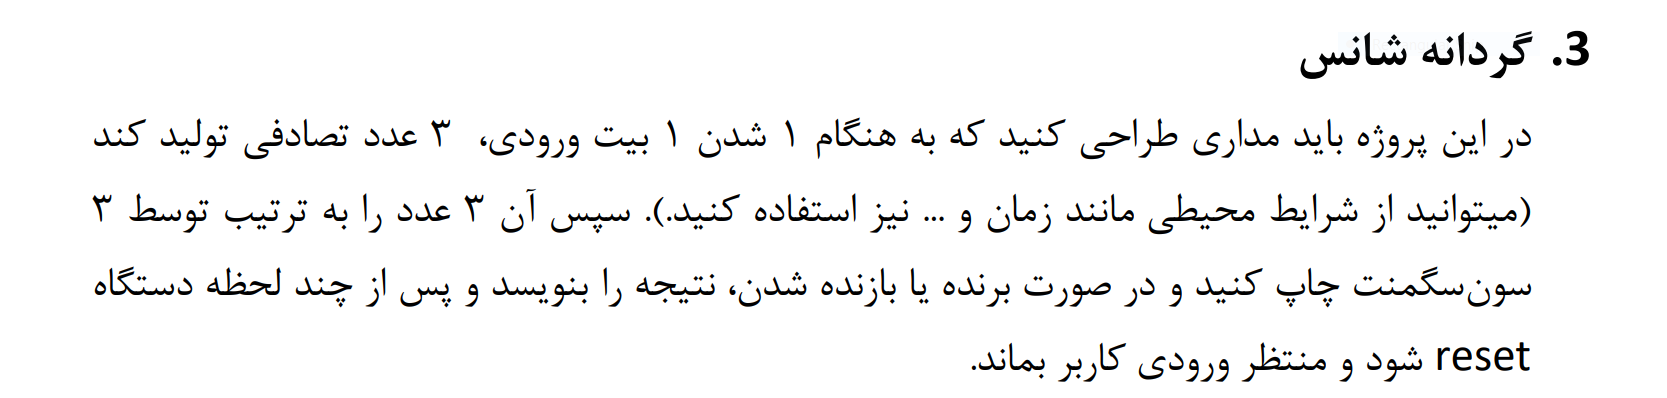 3. گردانه شانس
در این پروژه باید مداری طراحی کنید که به هنگام ۱ شدن ۱ بیت ورودی، ۳ عدد تصادفی تولید کند
(میتوانید از شرایط محیطی مانند زمان و ... نیز استفاده کنید.). سپس آن ۳ عدد را به ترتیب توسط ۳
سون‌سگمنت چاپ کنید و در صورت برنده یا بازنده شدن، نتیجه را بنویسد و پس از چند لحظه دستگاه
reset شود و منتظر ورودی کاربر بماند.